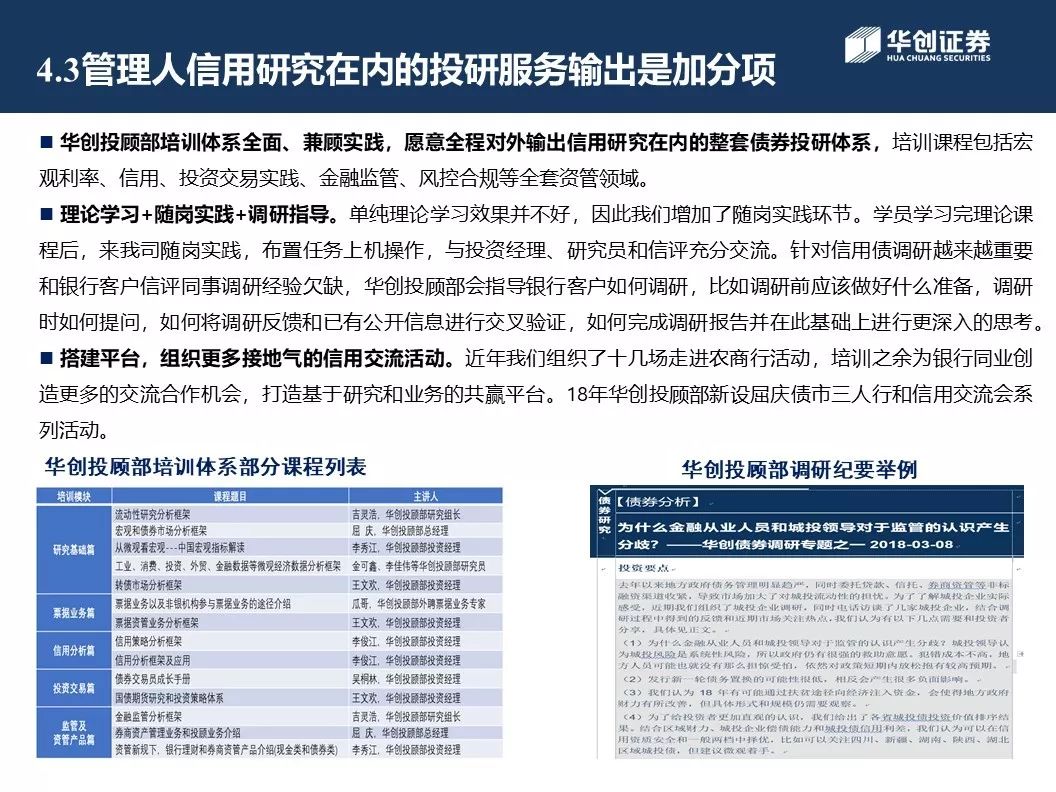 4.3管理人信用研究在内的投研服务输出是加分项
华创证券
HUA CHUANG SECURITIES
■ 华创投顾部培训体系全面、兼顾实践，愿意全程对外输出信用研究在内的整套债券投研体系，培训课程包括宏
观利率、信用、投资交易实践、金融监管、风控合规等全套资管领域。
■ 理论学习+随岗实践+调研指导。单纯理论学习效果并不好，因此我们增加了随岗实践环节。学员学习完理论课
程后，来我司随岗实践，布置任务上机操作，与投资经理、研究员和信评充分交流。针对信用债调研越来越重要
和银行客户信评同事调研经验欠缺，华创投顾部会指导银行客户如何调研，比如调研前应该做好什么准备，调研
时如何提问，如何将调研反馈和已有公开信息进行交叉验证，如何完成调研报告并在此基础上进行更深入的思考。
■ 搭建平台，组织更多接地气的信用交流活动。近年我们组织了十几场走进农商行活动，培训之余为银行同业创
造更多的交流合作机会，打造基于研究和业务的共赢平台。18年华创投顾部新设屈庆债市三人行和信用交流会系
列活动。
华创投顾部培训体系部分课程列表
培训模块 课程题目 主讲人
研究基础篇
流动性研究分析框架 吉灵浩，华创投顾部研究组长
宏观和债券市场分析框架 屈 庆，华创投顾部总经理
从微观看宏观---中国宏观指标解读 李秀江，华创投顾部投资经理
工业、消费、投资、外贸、金融数据等微观经济数据分析框架 金可鑫、李佳伟等华创投顾部研究员
转债市场分析框架 王文欢，华创投顾部投资经理
票据业务篇
票据业务以及非银机构参与票据业务的途径介绍 瓜哥，华创投顾部外聘票据业务专家
票据资管业务分析框架 王文欢，华创投顾部投资经理
信用分析篇
信用策略分析框架 李俊江，华创投顾部投资经理
信用分析框架及应用 李俊江，华创投顾部投资经理
投资交易篇
债券交易员成长手册 吴桐林，华创投顾部投资经理
国债期货研究和投资策略体系 王文欢，华创投顾部投资经理
监管及
资管产品篇
金融监管分析框架 吉灵浩，华创投顾部研究组长
券商资产管理业务和投顾业务介绍 屈 庆，华创投顾部总经理
资管新规下，银行理财和券商资管产品介绍(现金类和债券类) 李秀江，华创投顾部投资经理
华创投顾部调研纪要举例
债券研究
【债券分析】
为什么金融从业人员和城投领导对于监管的认识产生
分歧？——华创债券调研专题之一 2018-03-08
投资要点
去年以来地方政府债务管理明显趋严，同时委托贷款、信托、券商资管等非标
融资渠道收紧，导致市场加大了对城投流动性的担忧。为了了解城投企业实际
感受，近期我们组织了城投企业调研，同时电话访谈了几家城投企业，结合调
研过程中得到的反馈和近期市场关注热点，我们认为有以下几点需要和投资者
分享，具体见正文。
（1）为什么金融从业人员和城投领导对于监管的认识产生分歧？城投领导认
为城投风险是系统性风险，所以政府仍有很强的救助意愿，犯错成本不高，地
方人员可能也就没有那么担惊受怕，依然对政策短期内放松抱有较高预期。
（2）发行新一轮债务置换的可能性很低，相反会产生很多负面影响。
（3）我们认为 18 年有可能通过扶贫途径向经济注入资金，会使得地方政府
财力有所改善，但具体形式和规模仍需要观察。
（4）为了给投资者更加直观的认识，我们给出了各省城投债投资价值排序结
果。结合区域财力、城投企业偿债能力和城投债信用利差，我们认为可以在信
用资质安全和一般两档中择优，比如可以关注四川、新疆、湖南、陕西、湖北
区域城投债，但建议微观着手。